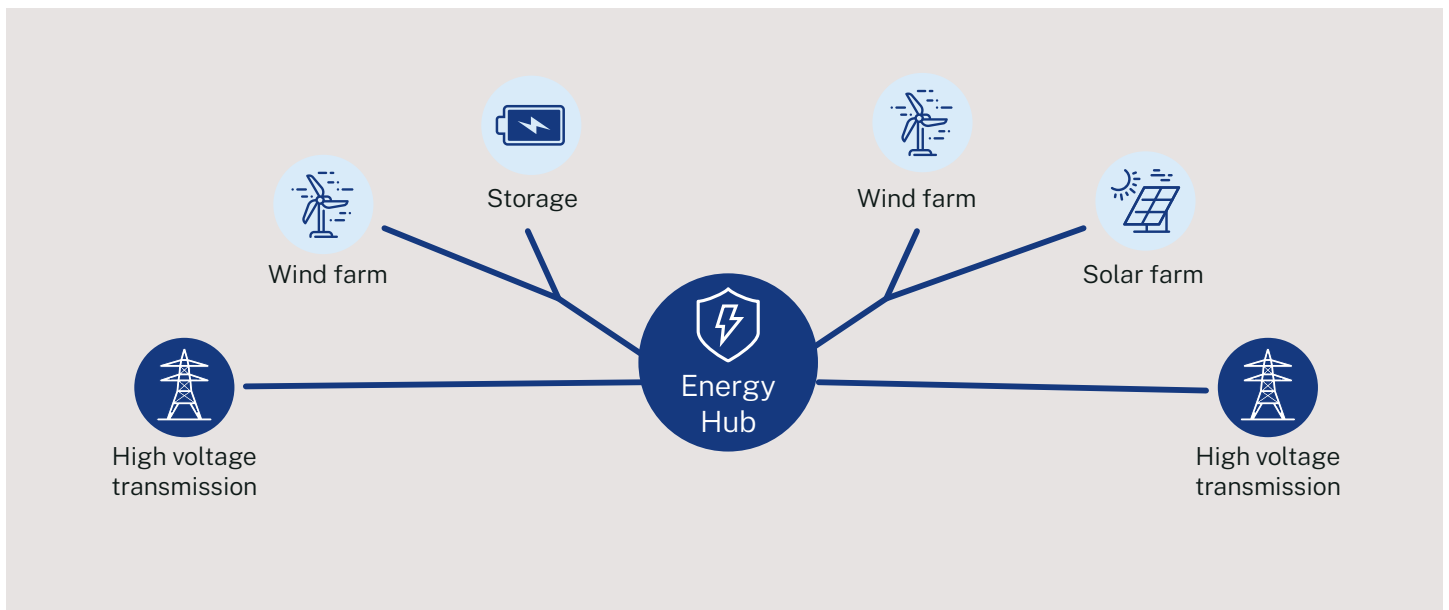 Storage
Wind farm
Wind farm
Solar farm
Energy
Hub
High voltage
transmission
High voltage
transmission